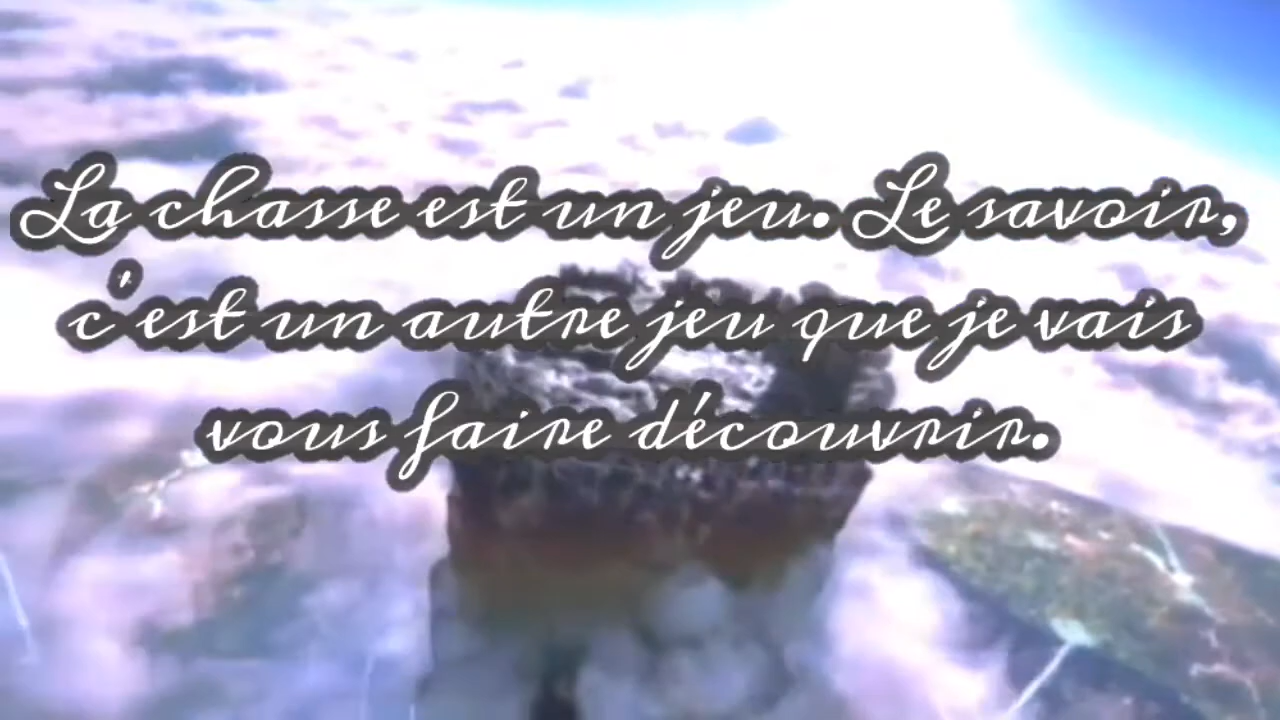 La chasse est un jeu. Le savoir,
c'est un autre jeu que je vais
vous faire découvrir.